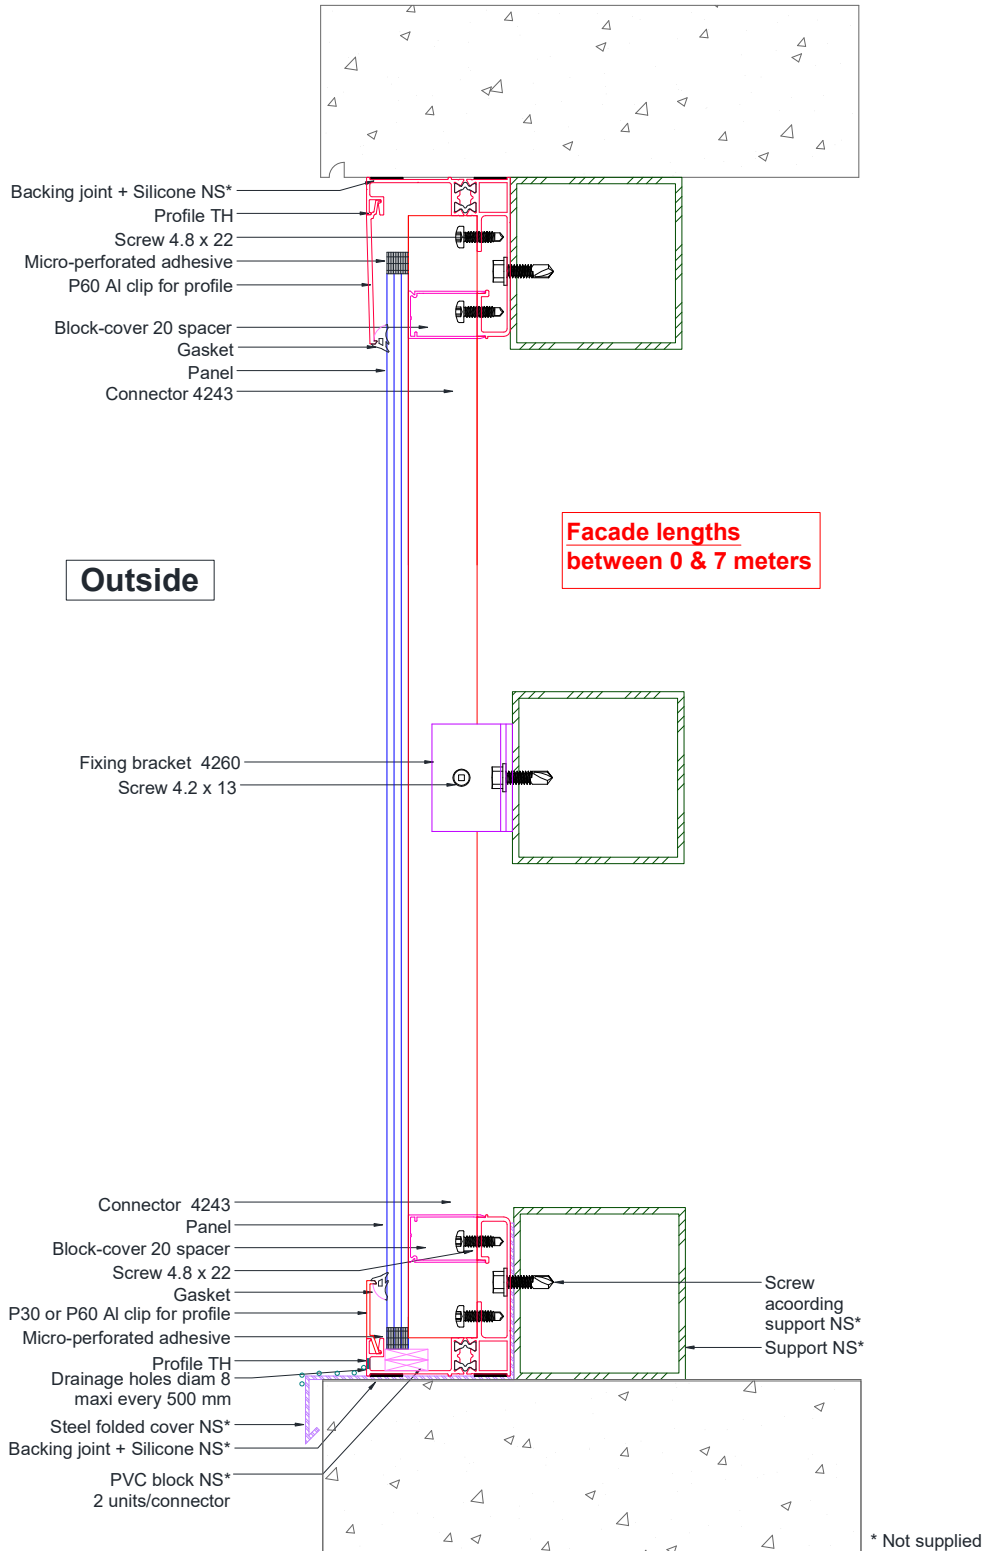 Backing joint + Silicone NS*
Profile TH
Screw 4.8 x 22
Micro-perforated adhesive
P60 Al clip for profile
Block-cover 20 spacer
Gasket
Panel
Connector 4243
Facade lengths
between 0 & 7 meters
Outside
Fixing bracket 4260
Screw 4.2 x 13
Connector 4243
Panel
Block-cover 20 spacer
Screw 4.8 x 22
Gasket
P30 or P60 Al clip for profile
Micro-perforated adhesive
Profile TH
Drainage holes diam 8
maxi every 500 mm
Steel folded cover NS*
Backing joint + Silicone NS*
PVC block NS*
2 units/connector
Screw
acoording
support NS*
Support NS*
* Not supplied